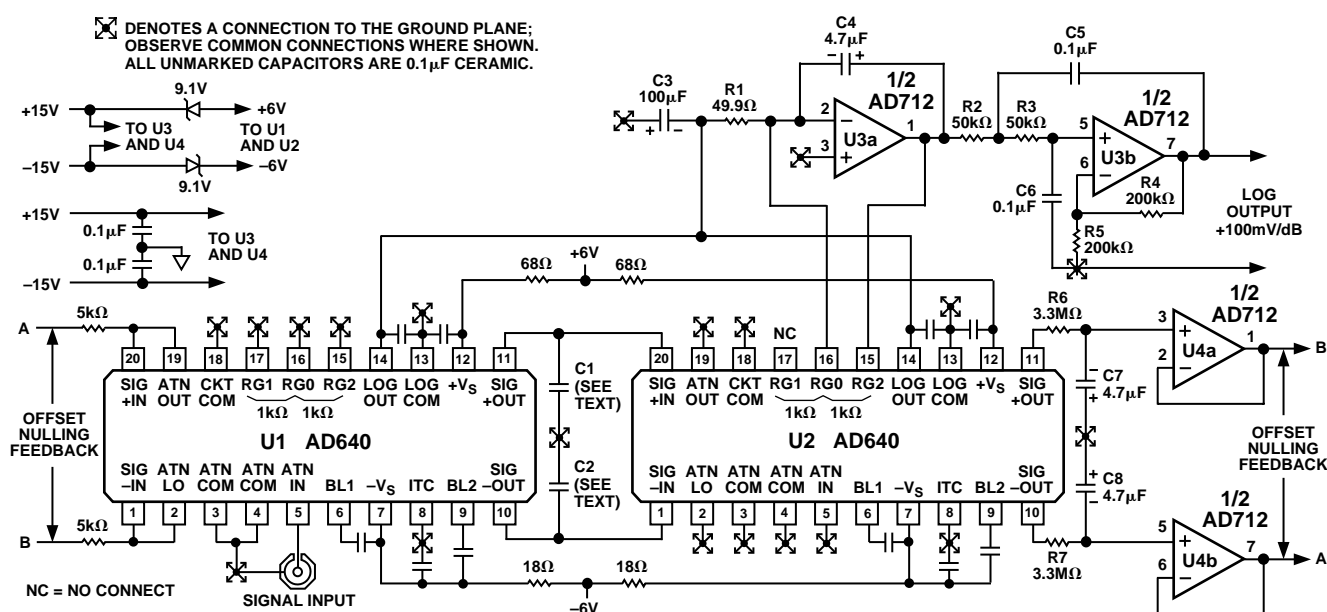 DENOTES A CONNECTION TO THE GROUND PLANE;
OBSERVE COMMON CONNECTIONS WHERE SHOWN.
ALL UNMARKED CAPACITORS ARE 0.1µF CERAMIC.
+15V
9.1V
+6V
TO U3
AND U4
TO U1
AND U2
–15V
9.1V
–6V
+15V
0.1µF
TO U3
AND U4
0.1µF
–15V
C3
100µF
+ –
R1
49.9Ω
C4
4.7µF
– +
1/2
AD712
2 –
U3a
3 +
1
R2
50kΩ
R3
50kΩ
C5
0.1µF
1/2
AD712
5 +
U3b
6 –
7
C6
0.1µF
R4
200kΩ
R5
200kΩ
LOG
OUTPUT
+100mV/dB
68Ω
+6V
68Ω
A
5kΩ
OFFSET
NULLING
FEEDBACK
B
5kΩ
20 19 18 17 16 15 14 13 12 11
SIG +IN
ATN OUT
CKT COM
RG1
RG0
RG2
LOG OUT
LOG COM
+VS
SIG +OUT
1kΩ 1kΩ
U1 AD640
SIG –IN
ATN LO
ATN COM
ATN COM
ATN IN
BL1
–VS
ITC
BL2
SIG –OUT
1 2 3 4 5 6 7 8 9 10
NC = NO CONNECT
SIGNAL INPUT
C1
(SEE
TEXT)
C2
(SEE
TEXT)
18Ω
–6V
18Ω
NC
20 19 18 17 16 15 14 13 12 11
SIG +IN
ATN OUT
CKT COM
RG1
RG0
RG2
LOG OUT
LOG COM
+VS
SIG +OUT
1kΩ 1kΩ
U2 AD640
SIG –IN
ATN LO
ATN COM
ATN COM
ATN IN
BL1
–VS
ITC
BL2
SIG –OUT
1 2 3 4 5 6 7 8 9 10
R6
3.3MΩ
– C7
+ 4.7µF
+ C8
– 4.7µF
R7
3.3MΩ
1/2
AD712
3 +
U4a
2 –
1
B
OFFSET
NULLING
FEEDBACK
1/2
AD712
5 +
U4b
6 –
7
A